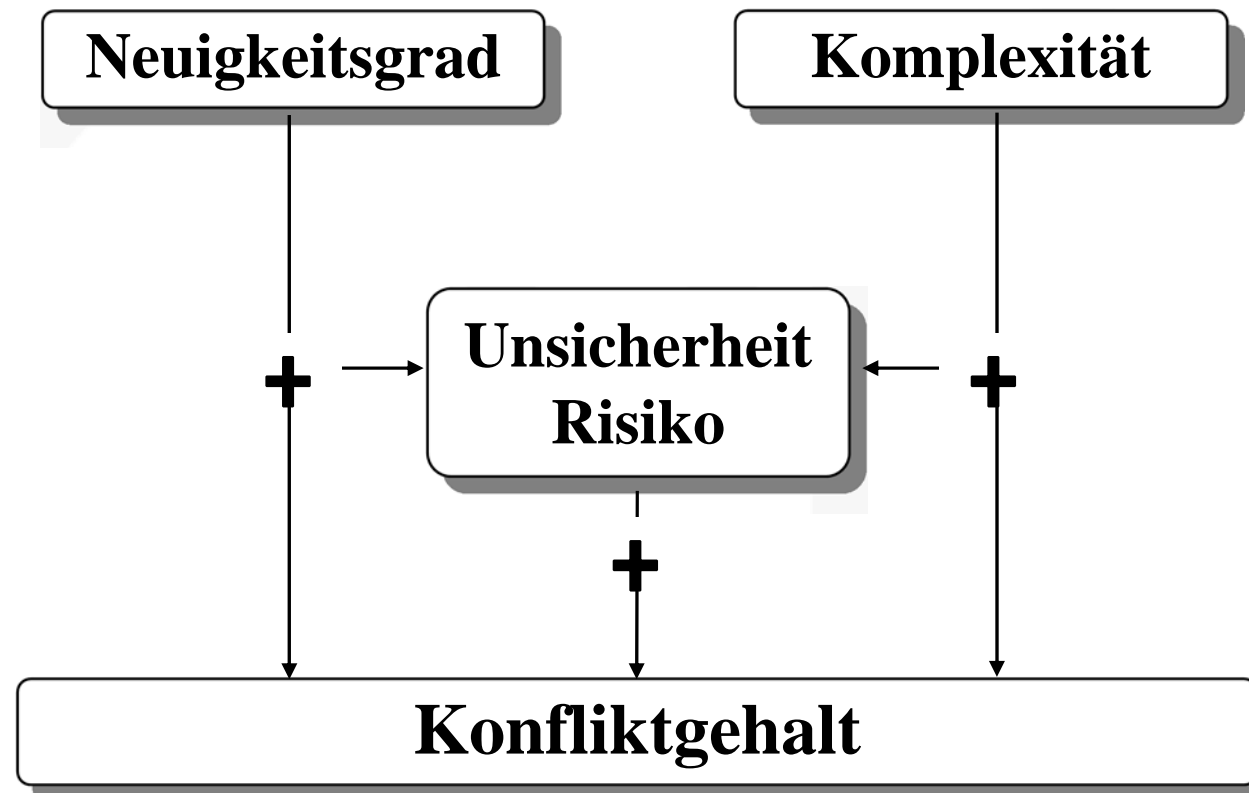 Neuigkeitsgrad
Komplexität
Unsicherheit
Risiko
+
+
+
Konfliktgehalt